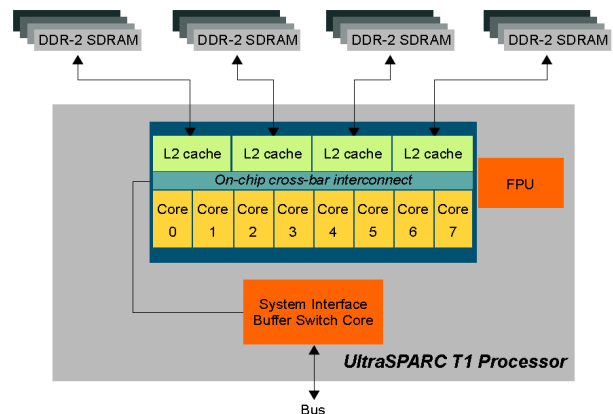 DDR-2 SDRAM DDR-2 SDRAM DDR-2 SDRAM DDR-2 SDRAM
L2 cache L2 cache L2 cache L2 cache
On-chip cross-bar interconnect
FPU
Core Core Core Core Core Core Core Core
0 1 2 3 4 5 6 7
System Interface
Buffer Switch Core
UltraSPARC T1 Processor
Bus